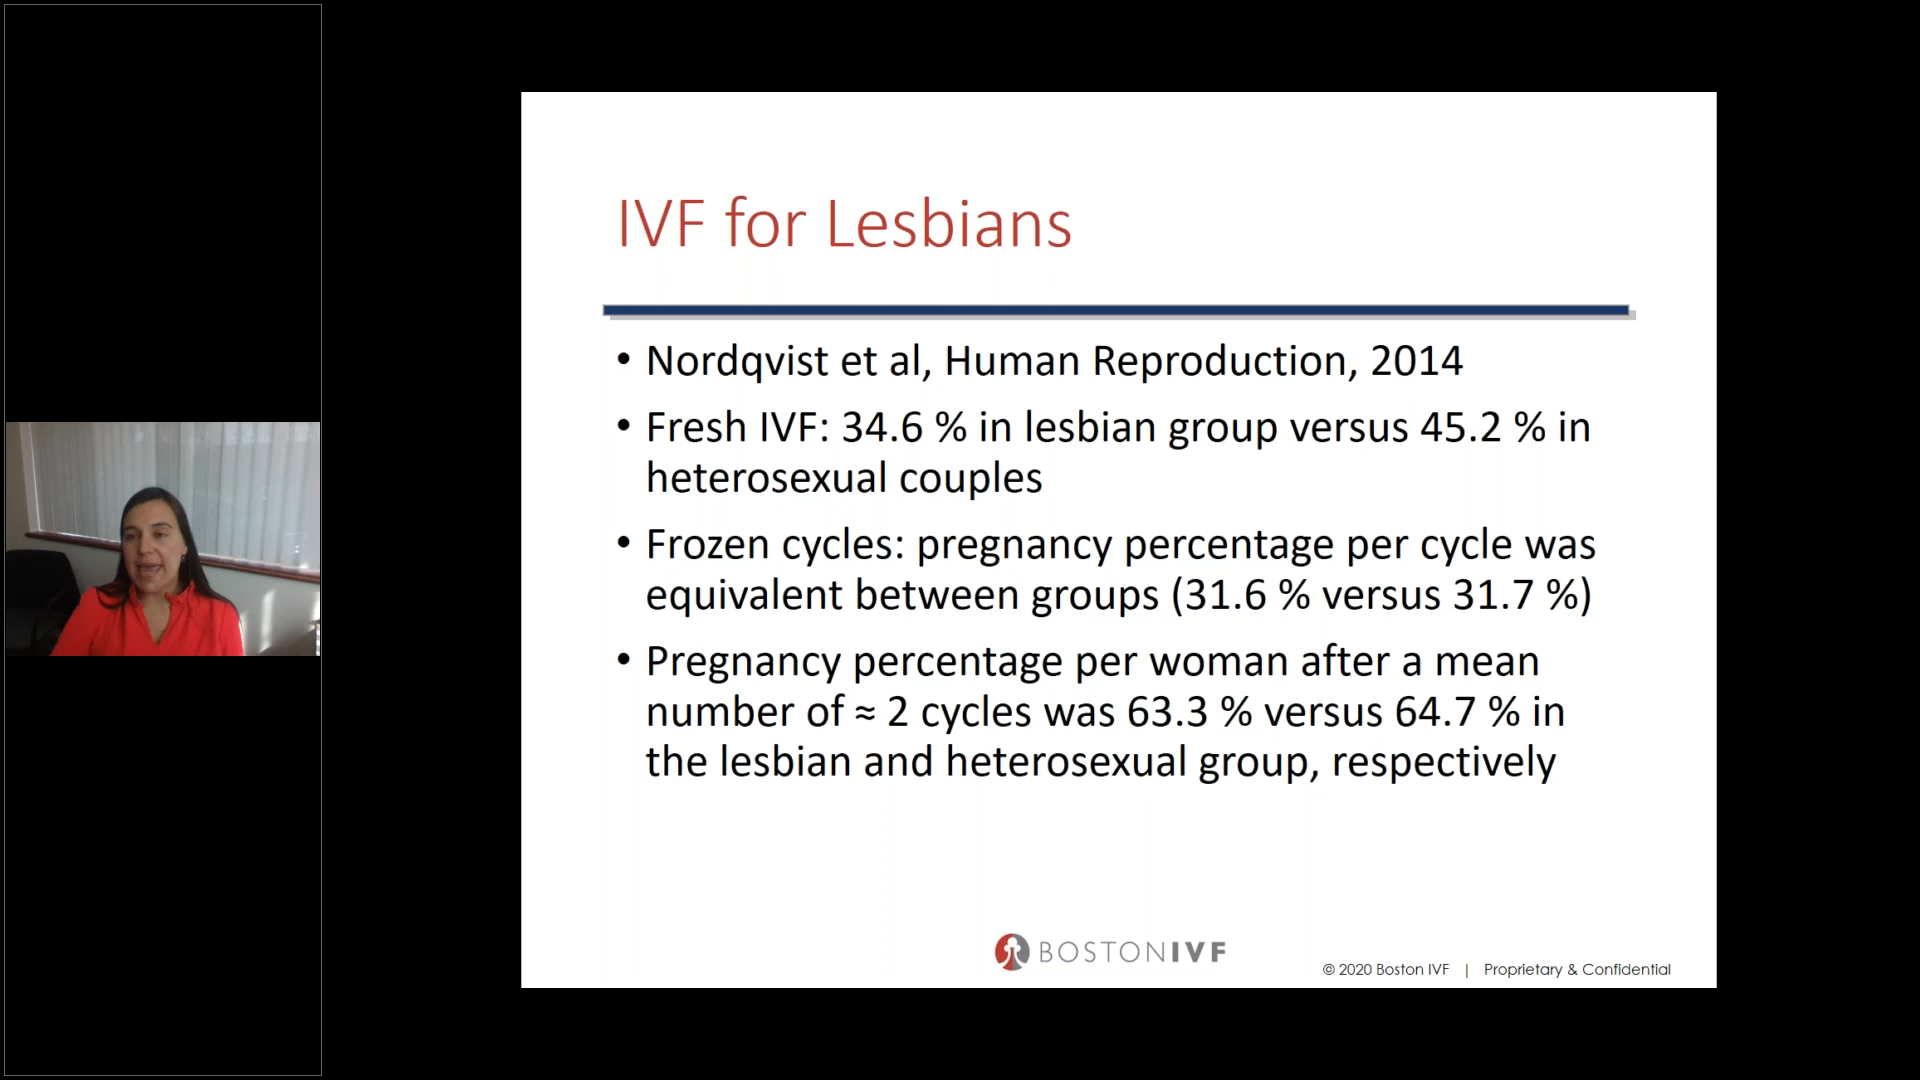 IVF for Lesbians
• Nordqvist et al, Human Reproduction, 2014
• Fresh IVF: 34.6 % in lesbian group versus 45.2 % in
heterosexual couples
• Frozen cycles: pregnancy percentage per cycle was
equivalent between groups (31.6 % versus 31.7 %)
• Pregnancy percentage per woman after a mean
number of ≈ 2 cycles was 63.3 % versus 64.7 % in
the lesbian and heterosexual group, respectively
BOSTONIVF
© 2020 Boston IVF | Proprietary & Confidential